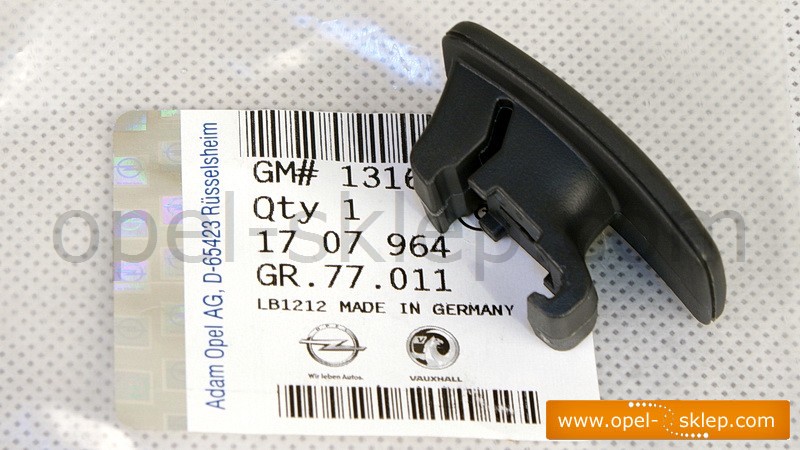 GM# 1316
Qty 1
17 07 964
GR.77.011
LB1212 MADE IN GERMANY
OPEL
Wir leben Autos.
VAUXHALL
Adam Opel AG, D-65423 Rüsselsheim
opel-sklep.com
www.opel-sklep.com